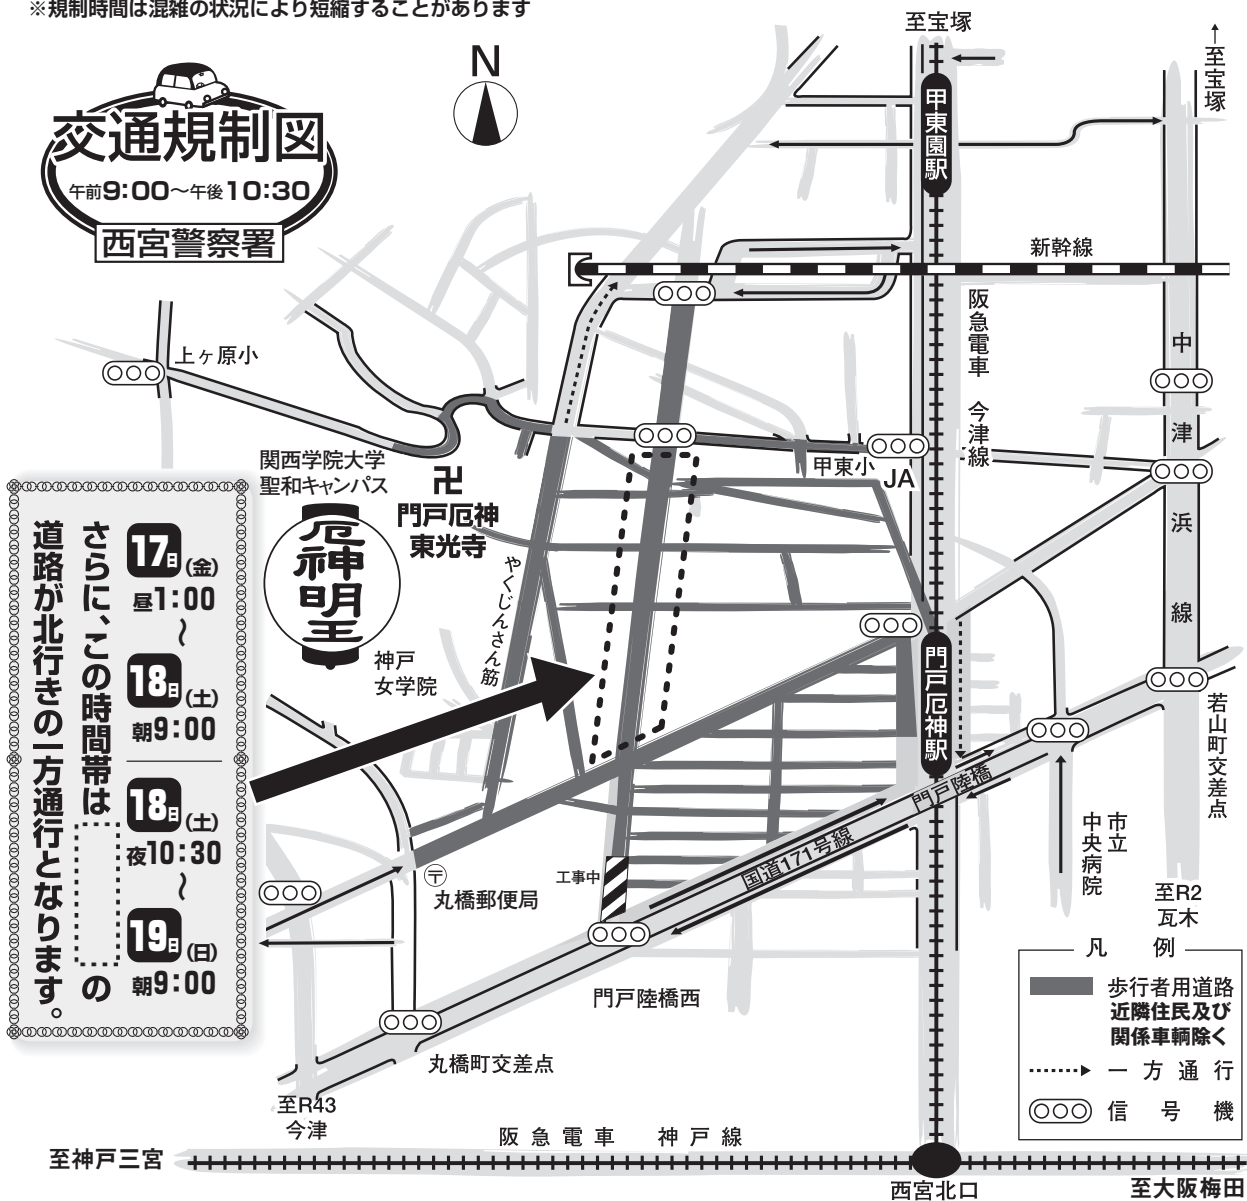 ※規制時間は混雑の状況により短縮することがあります
交通規制図
午前9:00～午後10:30
西宮警察署
N
至宝塚
↑至宝塚
甲東園駅
新幹線
阪急電車 今津線
中津浜線
上ヶ原小
関西学院大学
聖和キャンパス
卍
門戸厄神
東光寺
厄神明王
神戸
女学院
やくじんさん筋
甲東小
JA
門戸厄神駅
17日(金)
昼1:00
～
18日(土)
朝9:00
18日(土)
夜10:30
～
19日(日)
朝9:00
さらに、この時間帯は の
道路が北行きの一方通行となります。
若山町交差点
門戸陸橋
国道171号線
市立
中央病院
工事中
〒
丸橋郵便局
至R2
瓦木
門戸陸橋西
丸橋町交差点
至R43
今津
凡例
歩行者用道路
近隣住民及び
関係車輌除く
一方通行
信号機
阪急電車 神戸線
至神戸三宮
西宮北口
至大阪梅田